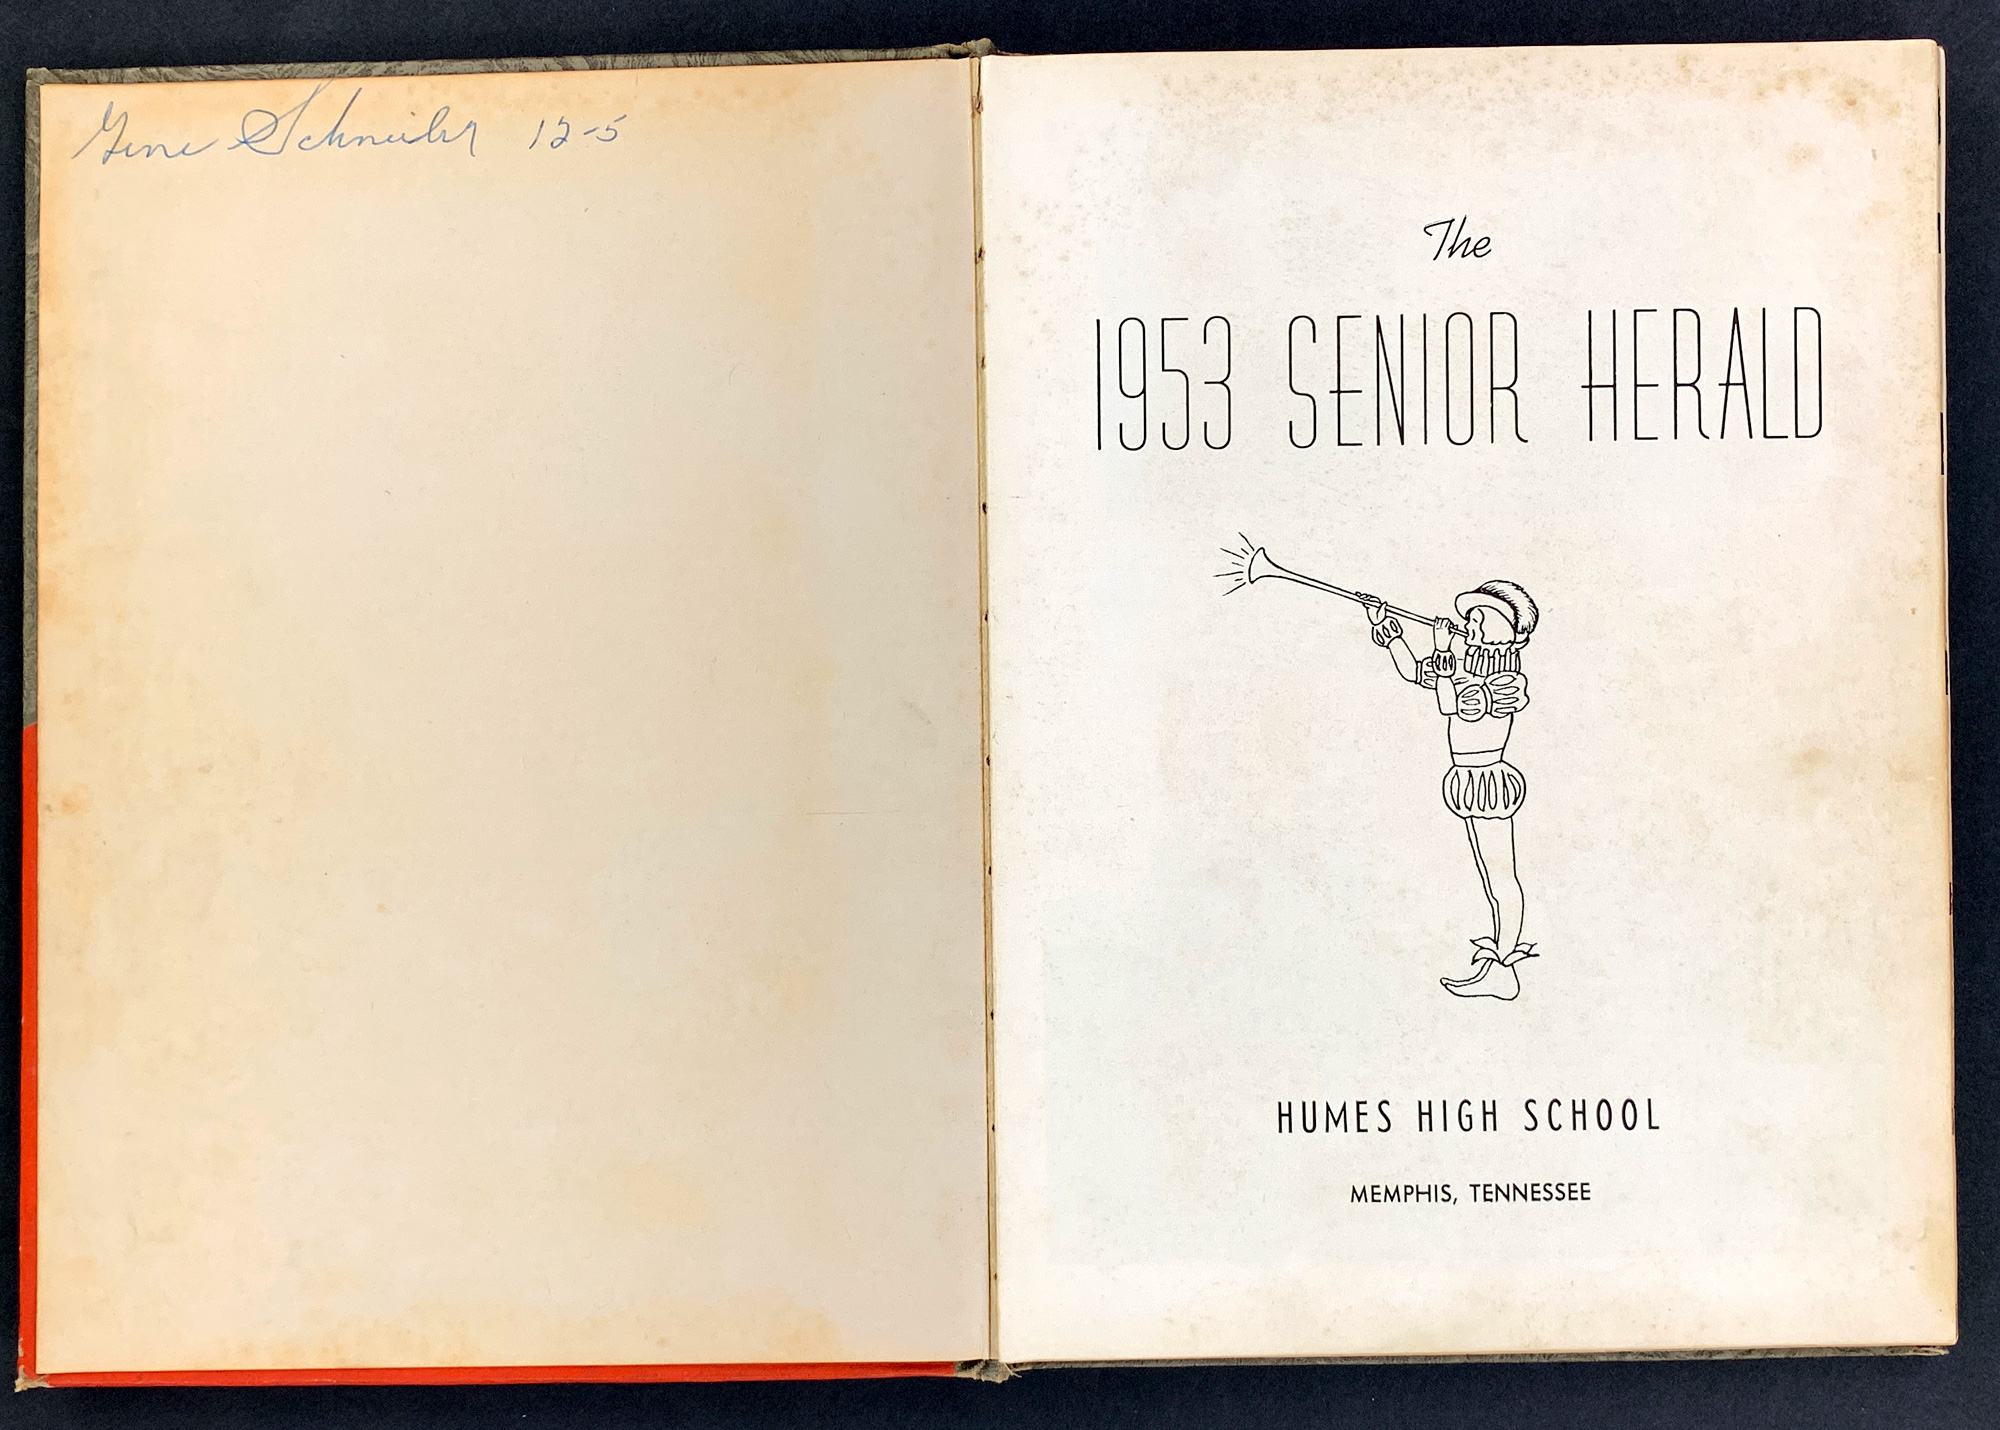 Gene Schneider 12-5
The
1953 SENIOR HERALD
HUMES HIGH SCHOOL
MEMPHIS, TENNESSEE